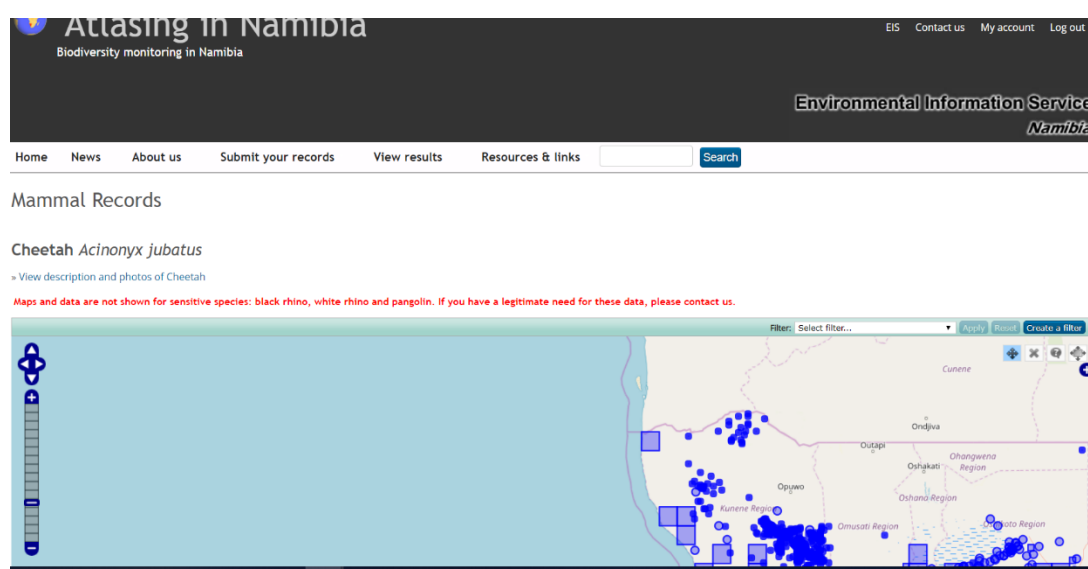 Atlasing in Namibia
Biodiversity monitoring in Namibia
EIS Contact us My account Log out
Environmental Information Service
Namibia
Home News About us Submit your records View results Resources & links Search
Mammal Records
Cheetah Acinonyx jubatus
» View description and photos of Cheetah
Maps and data are not shown for sensitive species: black rhino, white rhino and pangolin. If you have a legitimate need for these data, please contact us.
Filter: Select filter... Apply Reset Create a filter
Cunene
Ondjiva
Outapi
Ohangwena
Region
Oshakati
Opuwo
Oshana Region
Kunene Region
Omusati Region
Region